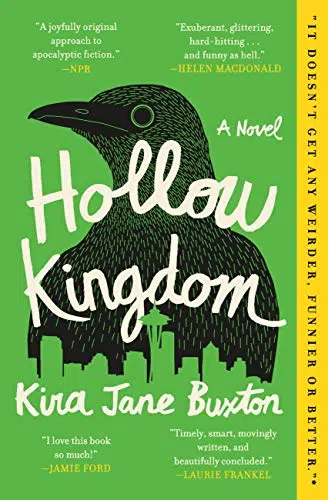 "A joyfully original
approach to
apocalyptic fiction."
—NPR
"Exuberant, glittering,
hard-hitting . . .
and funny as hell."
—HELEN MACDONALD
A Novel
Hollow
Kingdom
Kira Jane Buxton
"I love this book
so much!"
—JAMIE FORD
"Timely, smart, movingly
written, and
beautifully concluded."
—LAURIE FRANKEL
"IT DOESN'T GET ANY WEIRDER, FUNNIER OR BETTER."*